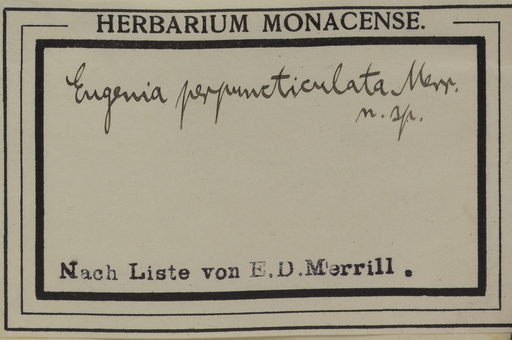 HERBARIUM MONACENSE.
Eugenia perpuncticulata Merr.
n. sp.
Nach Liste von E.D.Merrill.